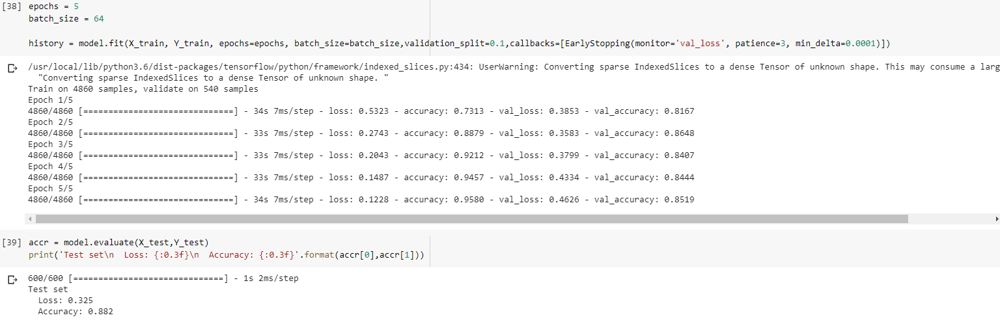 [38] epochs = 5
batch_size = 64
history = model.fit(X_train, Y_train, epochs=epochs, batch_size=batch_size,validation_split=0.1,callbacks=[EarlyStopping(monitor='val_loss', patience=3, min_delta=0.0001)])
/usr/local/lib/python3.6/dist-packages/tensorflow/python/framework/indexed_slices.py:434: UserWarning: Converting sparse IndexedSlices to a dense Tensor of unknown shape. This may consume a larg
"Converting sparse IndexedSlices to a dense Tensor of unknown shape. "
Train on 4860 samples, validate on 540 samples
Epoch 1/5
4860/4860 [==============================] - 34s 7ms/step - loss: 0.5323 - accuracy: 0.7313 - val_loss: 0.3853 - val_accuracy: 0.8167
Epoch 2/5
4860/4860 [==============================] - 33s 7ms/step - loss: 0.2743 - accuracy: 0.8879 - val_loss: 0.3583 - val_accuracy: 0.8648
Epoch 3/5
4860/4860 [==============================] - 33s 7ms/step - loss: 0.2043 - accuracy: 0.9212 - val_loss: 0.3799 - val_accuracy: 0.8407
Epoch 4/5
4860/4860 [==============================] - 33s 7ms/step - loss: 0.1487 - accuracy: 0.9457 - val_loss: 0.4334 - val_accuracy: 0.8444
Epoch 5/5
4860/4860 [==============================] - 34s 7ms/step - loss: 0.1228 - accuracy: 0.9580 - val_loss: 0.4626 - val_accuracy: 0.8519
[39] accr = model.evaluate(X_test,Y_test)
print('Test set\n  Loss: {:0.3f}\n  Accuracy: {:0.3f}'.format(accr[0],accr[1]))
600/600 [==============================] - 1s 2ms/step
Test set
Loss: 0.325
Accuracy: 0.882